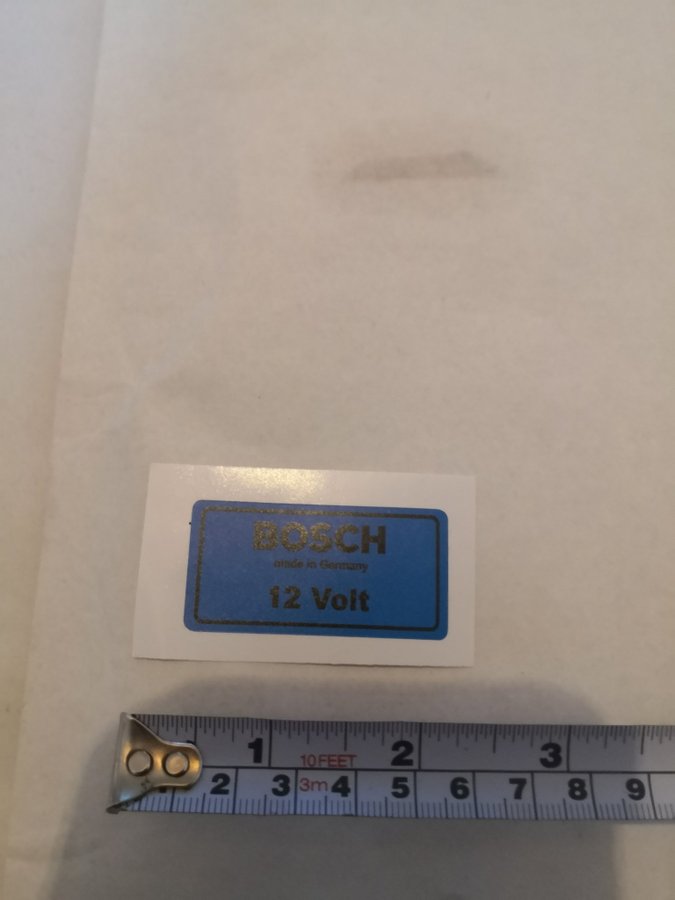 BOSCH
made in Germany
12 Volt
1 10FEET 2 3
2 3 3m 4 5 6 7 8 9